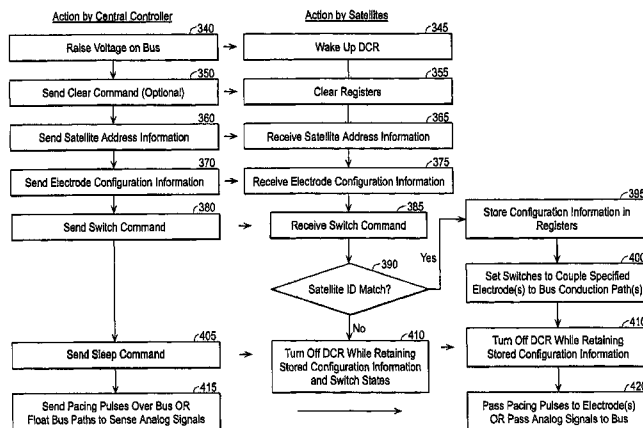 Action by Central Controller
Action by Satellites
340
Raise Voltage on Bus
345
Wake Up DCR
350
Send Clear Command (Optional)
355
Clear Registers
360
Send Satellite Address Information
365
Receive Satellite Address Information
370
Send Electrode Configuration Information
375
Receive Electrode Configuration Information
380
Send Switch Command
385
Receive Switch Command
390
Satellite ID Match?
Yes
No
395
Store Configuration Information in
Registers
400
Set Switches to Couple Specified
Electrode(s) to Bus Conduction Path(s)
405
Send Sleep Command
410
Turn Off DCR While Retaining
Stored Configuration Information
and Switch States
410
Turn Off DCR While Retaining
Stored Configuration Information
415
Send Pacing Pulses Over Bus OR
Float Bus Paths to Sense Analog Signals
420
Pass Pacing Pulses to Electrode(s)
OR Pass Analog Signals to Bus